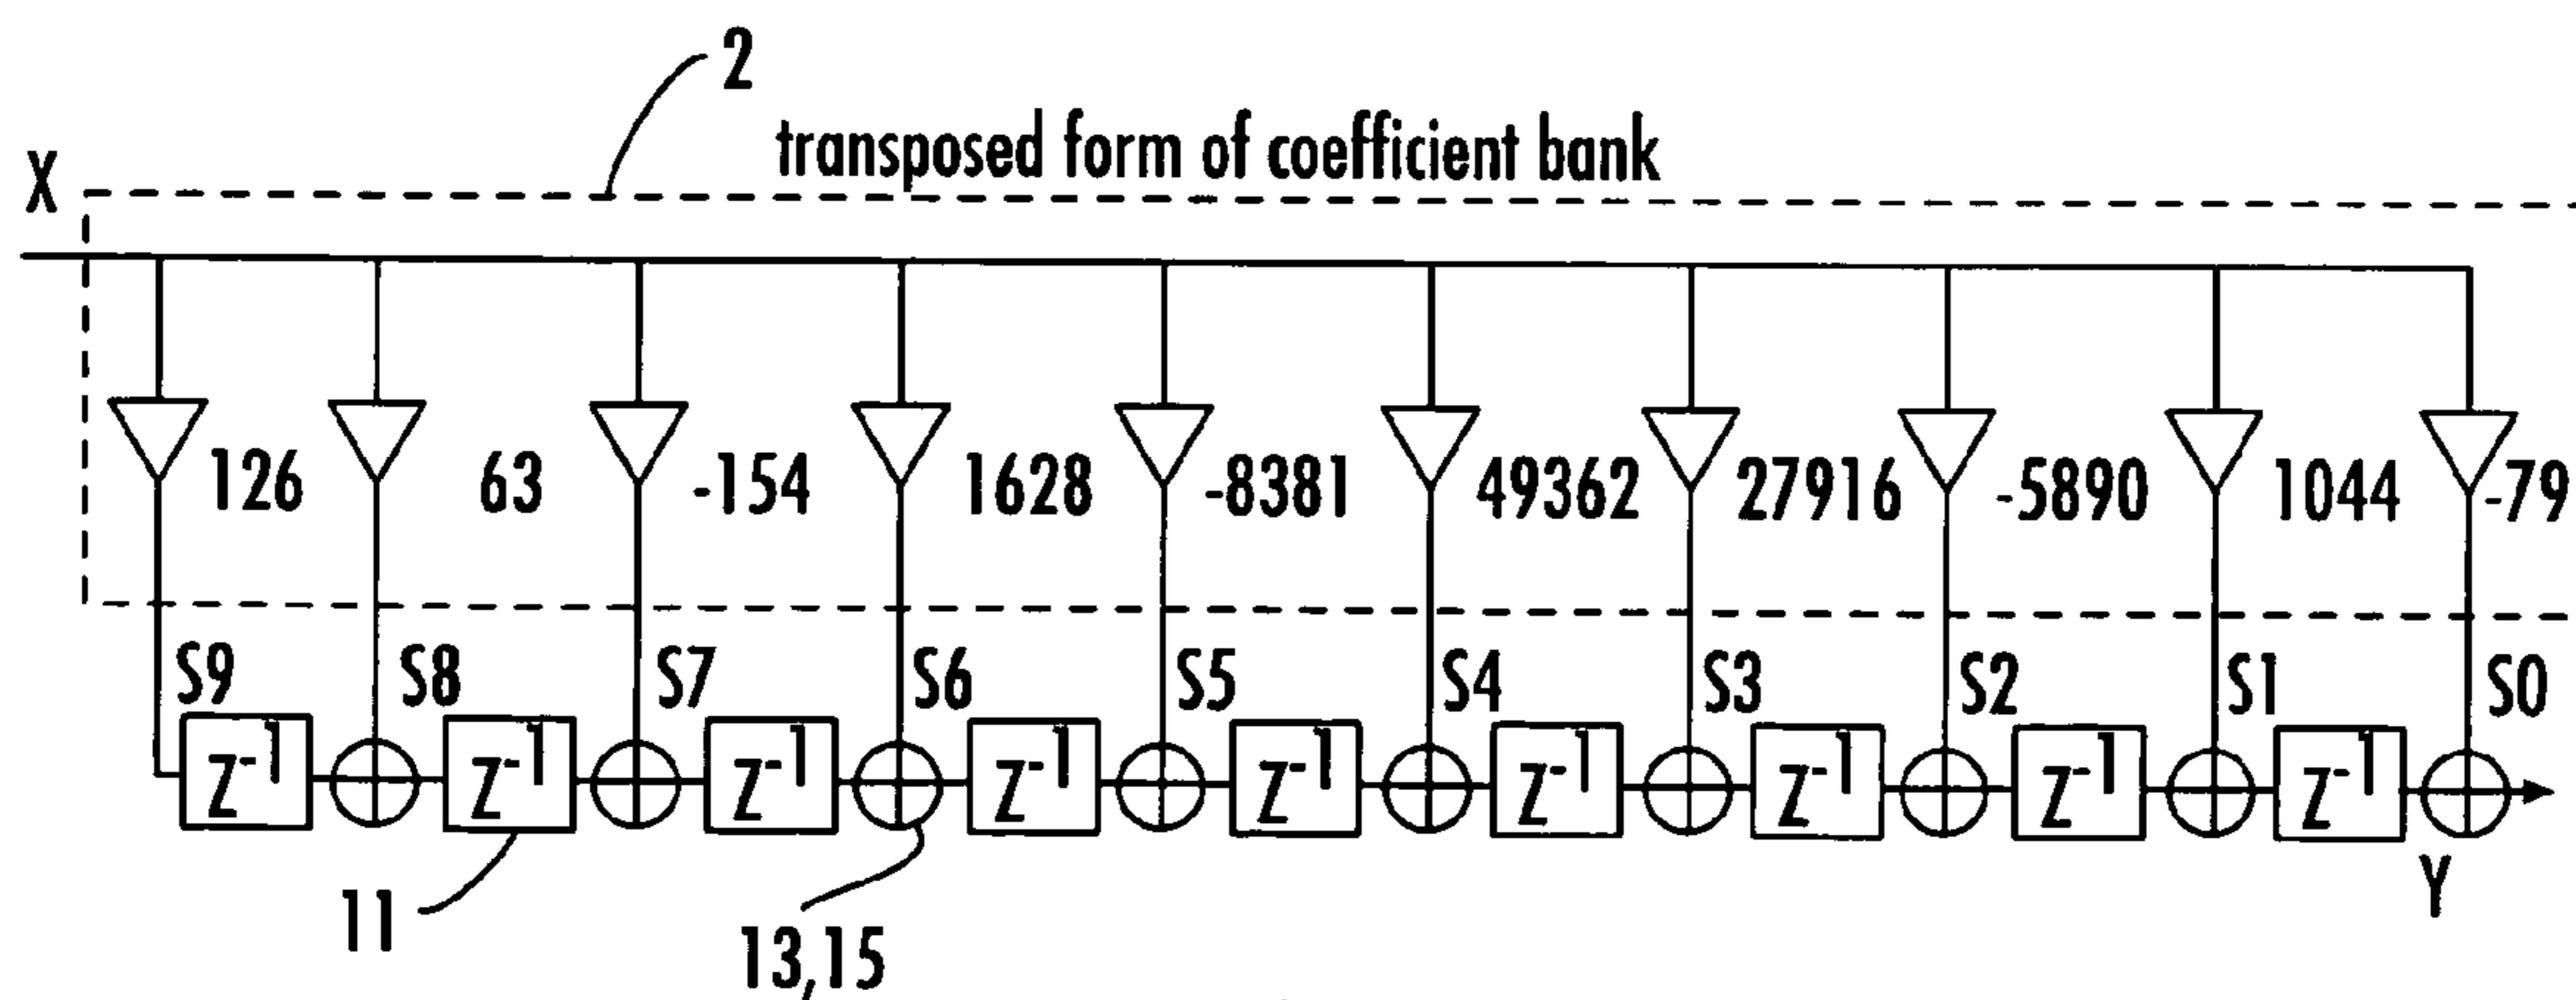 2
transposed form of coefficient bank
X
126 63 -154 1628 -8381 49362 27916 -5890 1044 -79
S9 S8 S7 S6 S5 S4 S3 S2 S1 S0
Z-1 Z-1 Z-1 Z-1 Z-1 Z-1 Z-1 Z-1 Z-1
Y
11
13,15